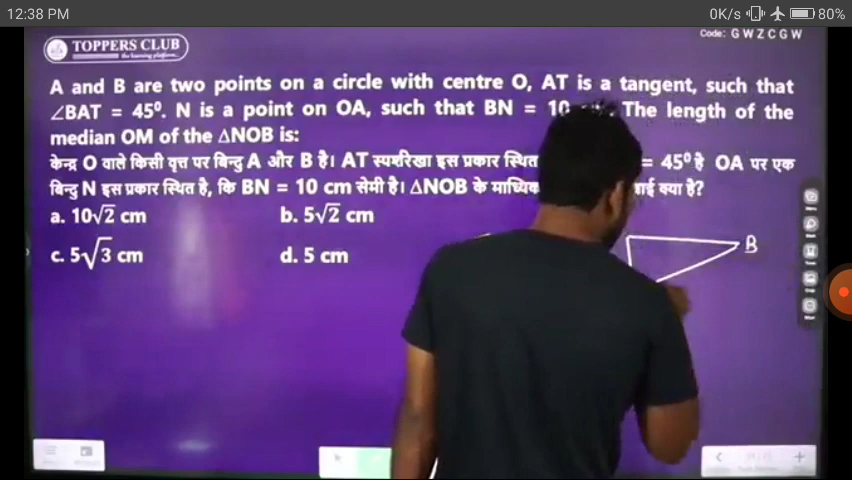 12:38 PM
0K/s
80%
Code: GWZCGW
TOPPERS CLUB
A and B are two points on a circle with centre O, AT is a tangent, such that
∠BAT = 45⁰. N is a point on OA, such that BN = 10 The length of the
median OM of the ΔNOB is:
केन्द्र O वाले किसी वृत्त पर बिन्दु A और B है। AT स्पर्शरेखा इस प्रकार स्थित = 45⁰ है OA पर एक
बिन्दु N इस प्रकार स्थित है, कि BN = 10 cm सेमी है। ΔNOB के माध्यिक क्या है?
a. 10√2 cm
b. 5√2 cm
c. 5√3 cm
d. 5 cm
B